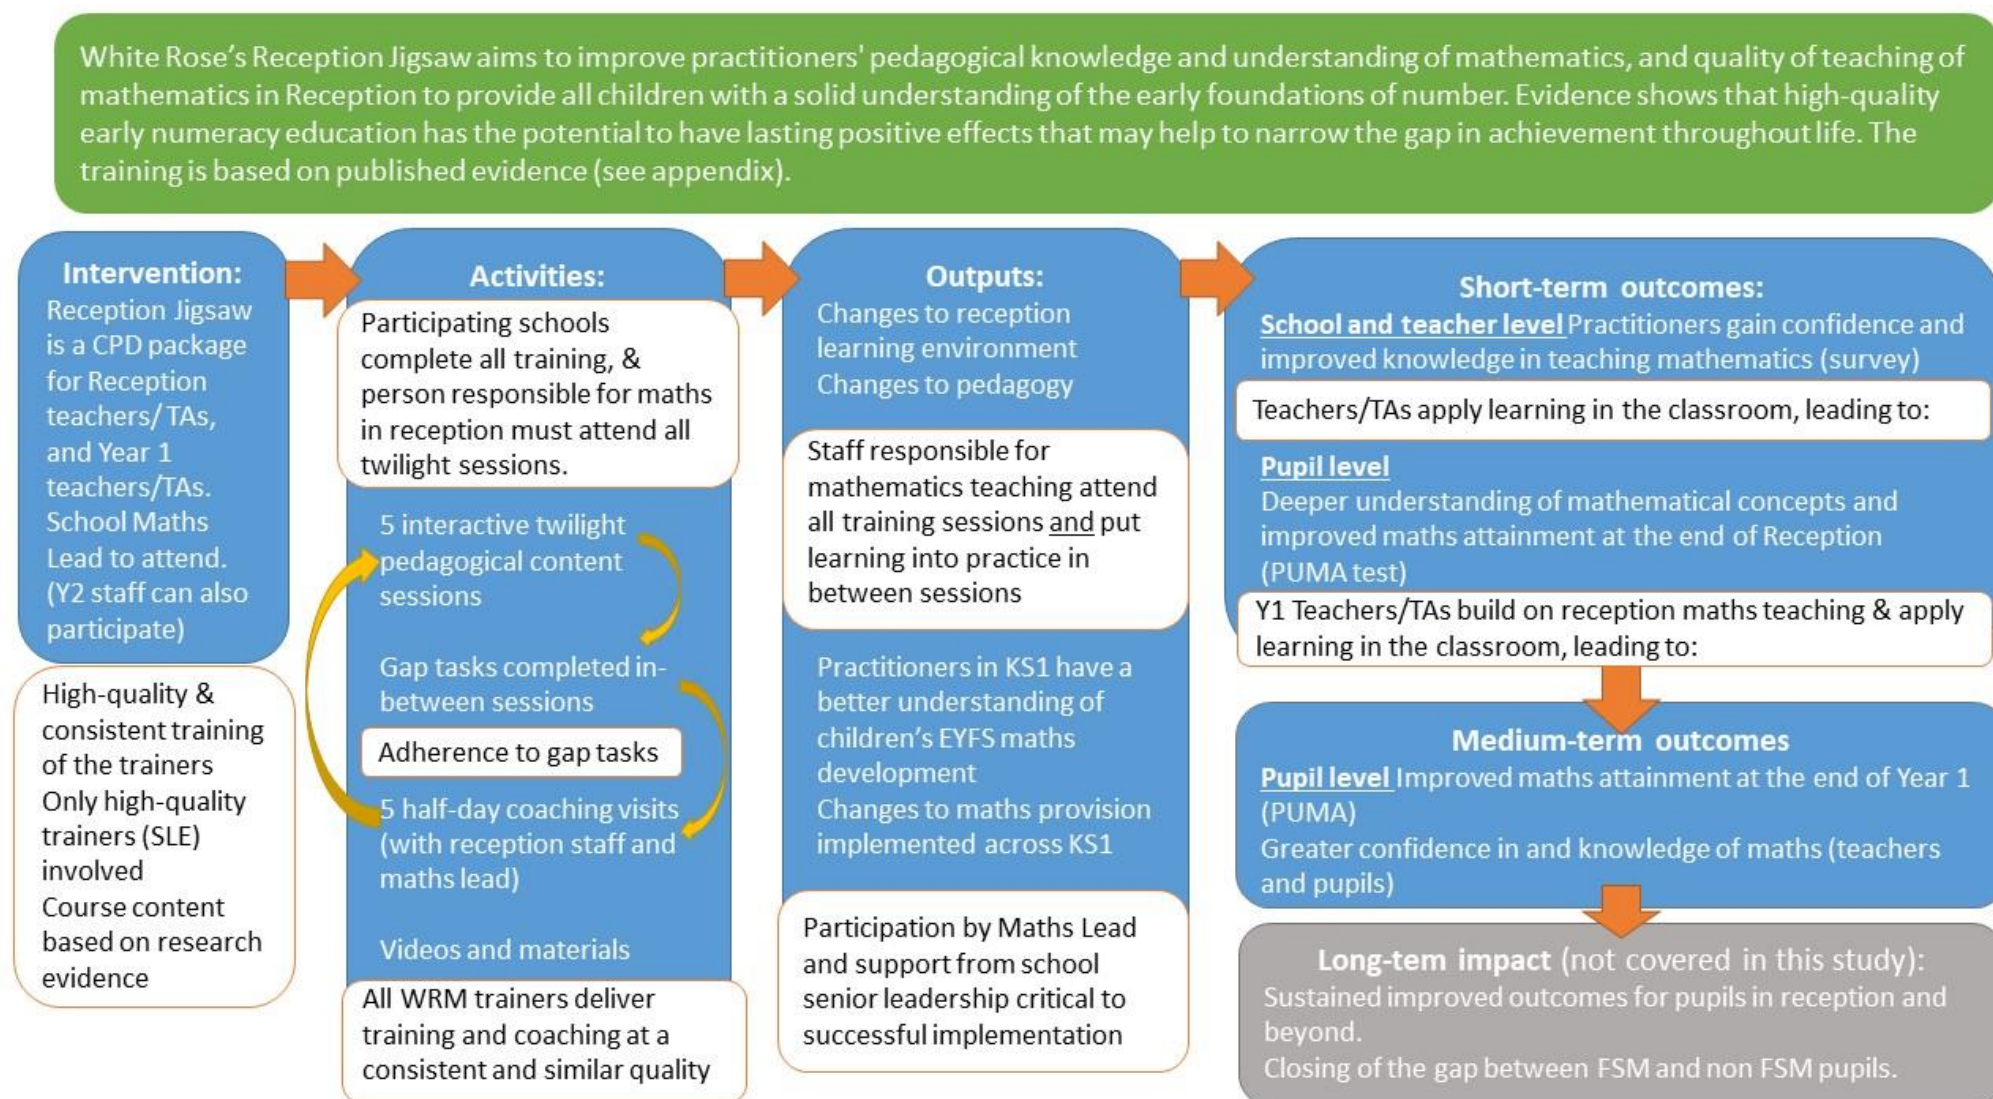 White Rose's Reception Jigsaw aims to improve practitioners' pedagogical knowledge and understanding of mathematics, and quality of teaching of
mathematics in Reception to provide all children with a solid understanding of the early foundations of number. Evidence shows that high-quality
early numeracy education has the potential to have lasting positive effects that may help to narrow the gap in achievement throughout life. The
training is based on published evidence (see appendix).
Intervention:
Reception Jigsaw
is a CPD package
for Reception
teachers/ TAs,
and Year 1
teachers/TAs.
School Maths
Lead to attend.
(Y2 staff can also
participate)
High-quality &
consistent training
of the trainers
Only high-quality
trainers (SLE)
involved
Course content
based on research
evidence
Activities:
Participating schools
complete all training, &
person responsible for maths
in reception must attend all
twilight sessions.
5 interactive twilight
pedagogical content
sessions
Gap tasks completed in-
between sessions
Adherence to gap tasks
5 half-day coaching visits
(with reception staff and
maths lead)
Videos and materials
All WRM trainers deliver
training and coaching at a
consistent and similar quality
Outputs:
Changes to reception
learning environment
Changes to pedagogy
Staff responsible for
mathematics teaching attend
all training sessions and put
learning into practice in
between sessions
Practitioners in KS1 have a
better understanding of
children's EYFS maths
development
Changes to maths provision
implemented across KS1
Participation by Maths Lead
and support from school
senior leadership critical to
successful implementation
Short-term outcomes:
School and teacher level Practitioners gain confidence and
improved knowledge in teaching mathematics (survey)
Teachers/TAs apply learning in the classroom, leading to:
Pupil level
Deeper understanding of mathematical concepts and
improved maths attainment at the end of Reception
(PUMA test)
Y1 Teachers/TAs build on reception maths teaching & apply
learning in the classroom, leading to:
Medium-term outcomes
Pupil level Improved maths attainment at the end of Year 1
(PUMA)
Greater confidence in and knowledge of maths (teachers
and pupils)
Long-tem impact (not covered in this study):
Sustained improved outcomes for pupils in reception and
beyond.
Closing of the gap between FSM and non FSM pupils.